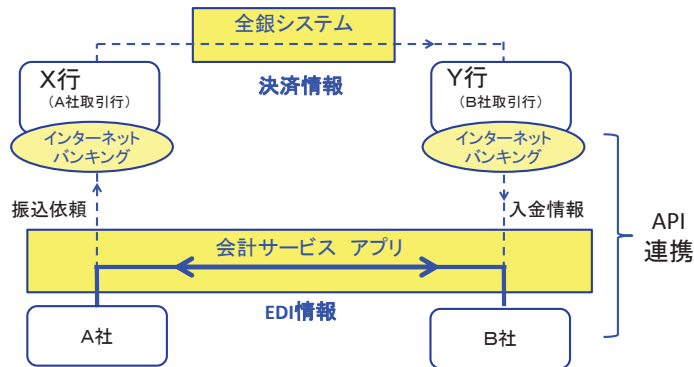 全銀システム
X行
(A社取引行)
決済情報
Y行
(B社取引行)
インターネット
バンキング
インターネット
バンキング
振込依頼
入金情報
API
連携
会計サービス アプリ
EDI情報
A社
B社